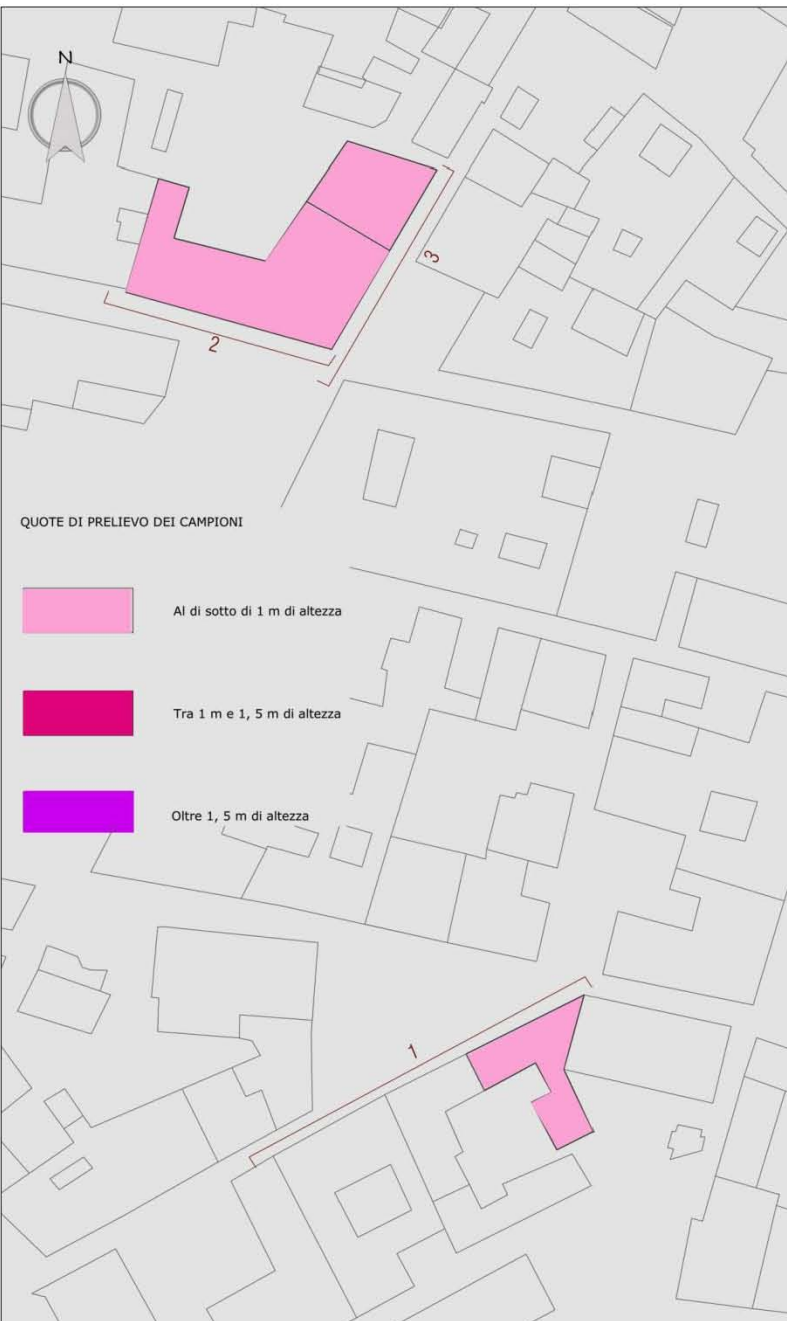 N
3
2
QUOTE DI PRELIEVO DEI CAMPIONI
Al di sotto di 1 m di altezza
Tra 1 m e 1, 5 m di altezza
Oltre 1, 5 m di altezza
1